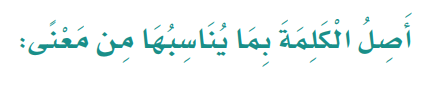 أَصِلُ الْكَلِمَةَ بِمَا يُنَاسِبُهَا مِن مَعْنًى: